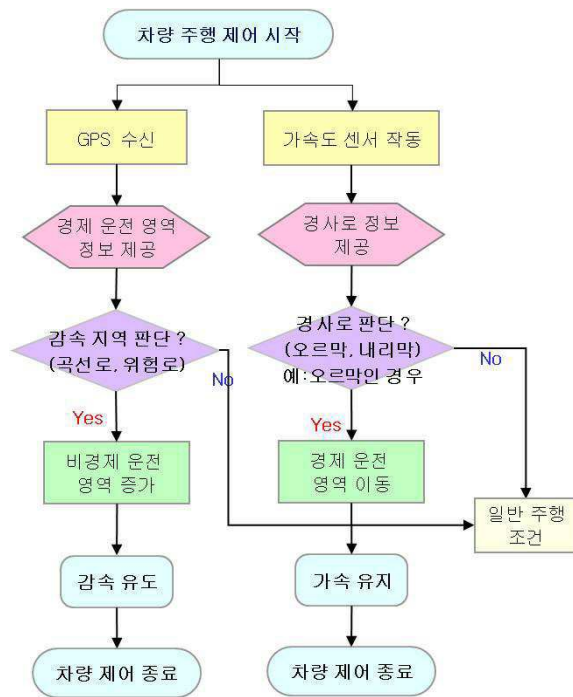 차량 주행 제어 시작
GPS 수신
가속도 센서 작동
경제 운전 영역
정보 제공
경사로 정보
제공
감속 지역 판단 ?
(곡선로, 위험로)
경사로 판단 ?
(오르막, 내리막)
예:오르막인 경우
No
No
Yes
Yes
비경제 운전
영역 증가
경제 운전
영역 이동
일반 주행
조건
감속 유도
가속 유지
차량 제어 종료
차량 제어 종료